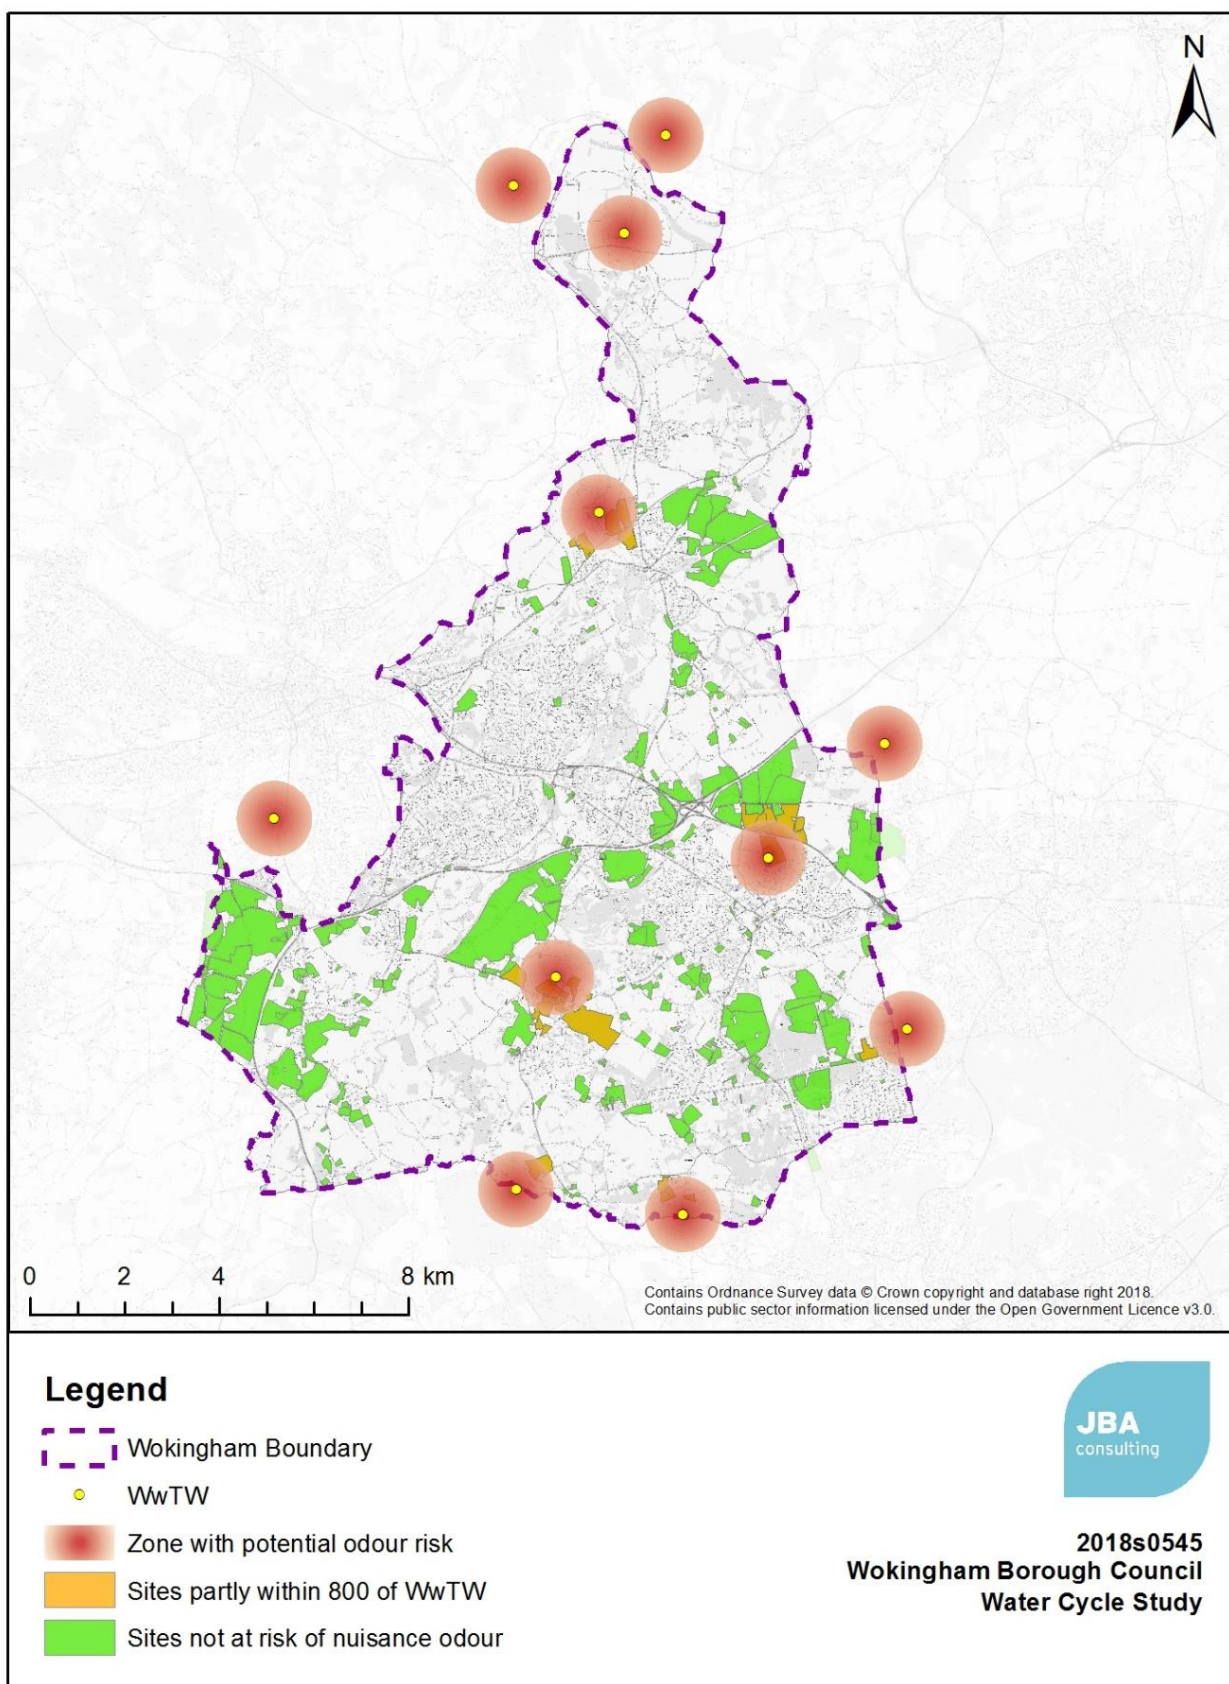 N
0 2 4 8 km
Contains Ordnance Survey data © Crown copyright and database right 2018.
Contains public sector information licensed under the Open Government Licence v3.0.
Legend
Wokingham Boundary
WwTW
Zone with potential odour risk
Sites partly within 800 of WwTW
Sites not at risk of nuisance odour
JBA
consulting
2018s0545
Wokingham Borough Council
Water Cycle Study